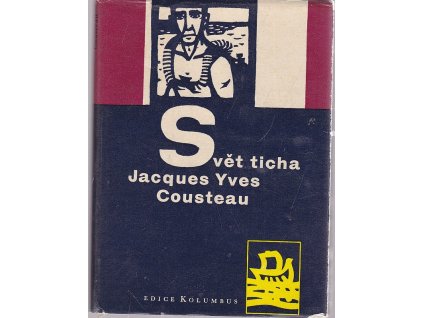 Svět ticha
Jacques Yves
Cousteau
EDICE KOLUMBUS